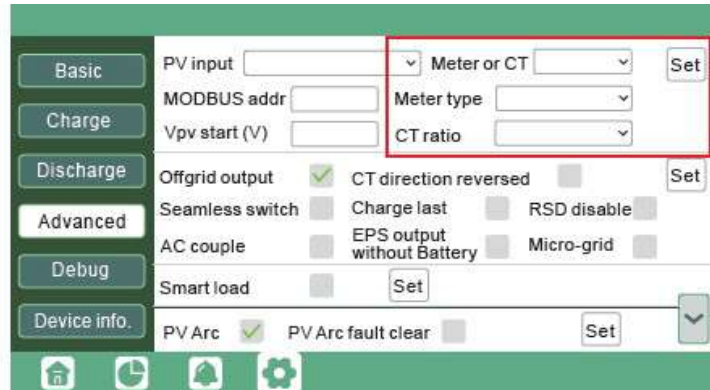 Basic
Charge
Discharge
Advanced
Debug
Device info.
PV input Meter or CT Set
MODBUS addr Meter type
Vpv start (V) CT ratio
Offgrid output CT direction reversed Set
Seamless switch Charge last RSD disable
AC couple EPS output without Battery Micro-grid
Smart load Set
PV Arc PV Arc fault clear Set